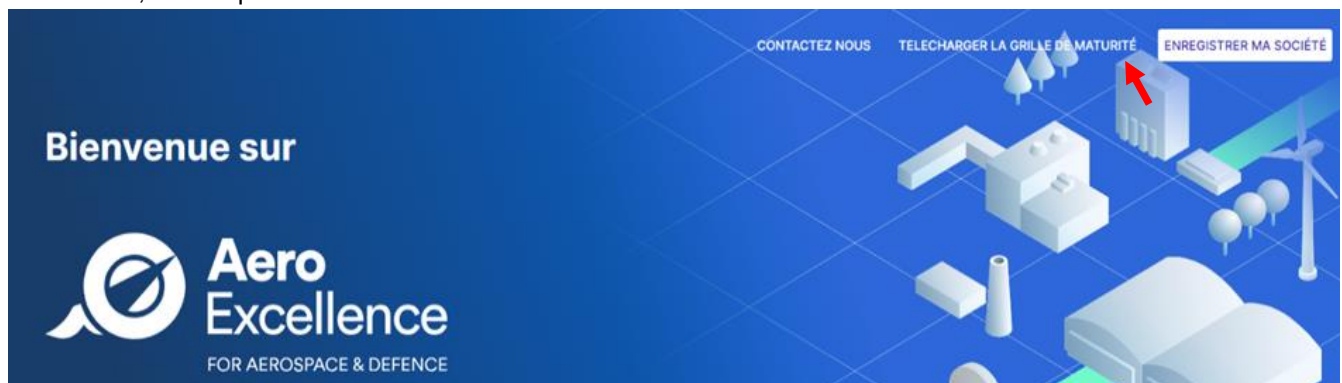 CONTACTEZ NOUS TELECHARGER LA GRILLE DE MATURITÉ ENREGISTRER MA SOCIÉTÉ
Bienvenue sur
Aero
Excellence
FOR AEROSPACE & DEFENCE